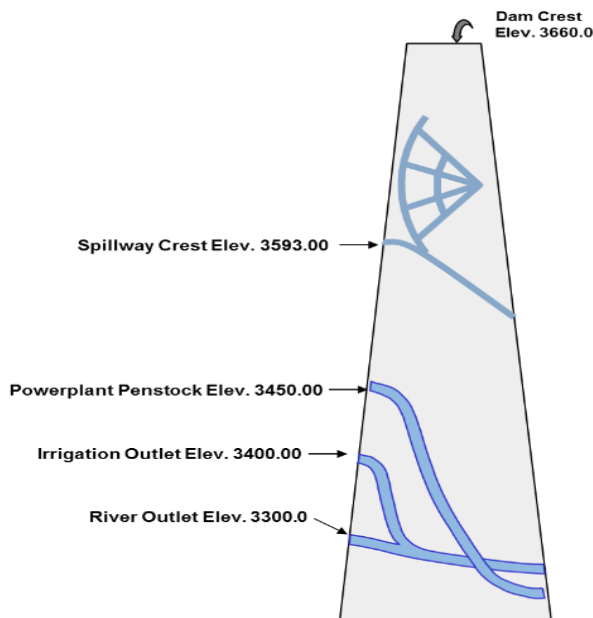 Dam Crest
Elev. 3660.0
Spillway Crest Elev. 3593.00
Powerplant Penstock Elev. 3450.00
Irrigation Outlet Elev. 3400.00
River Outlet Elev. 3300.0